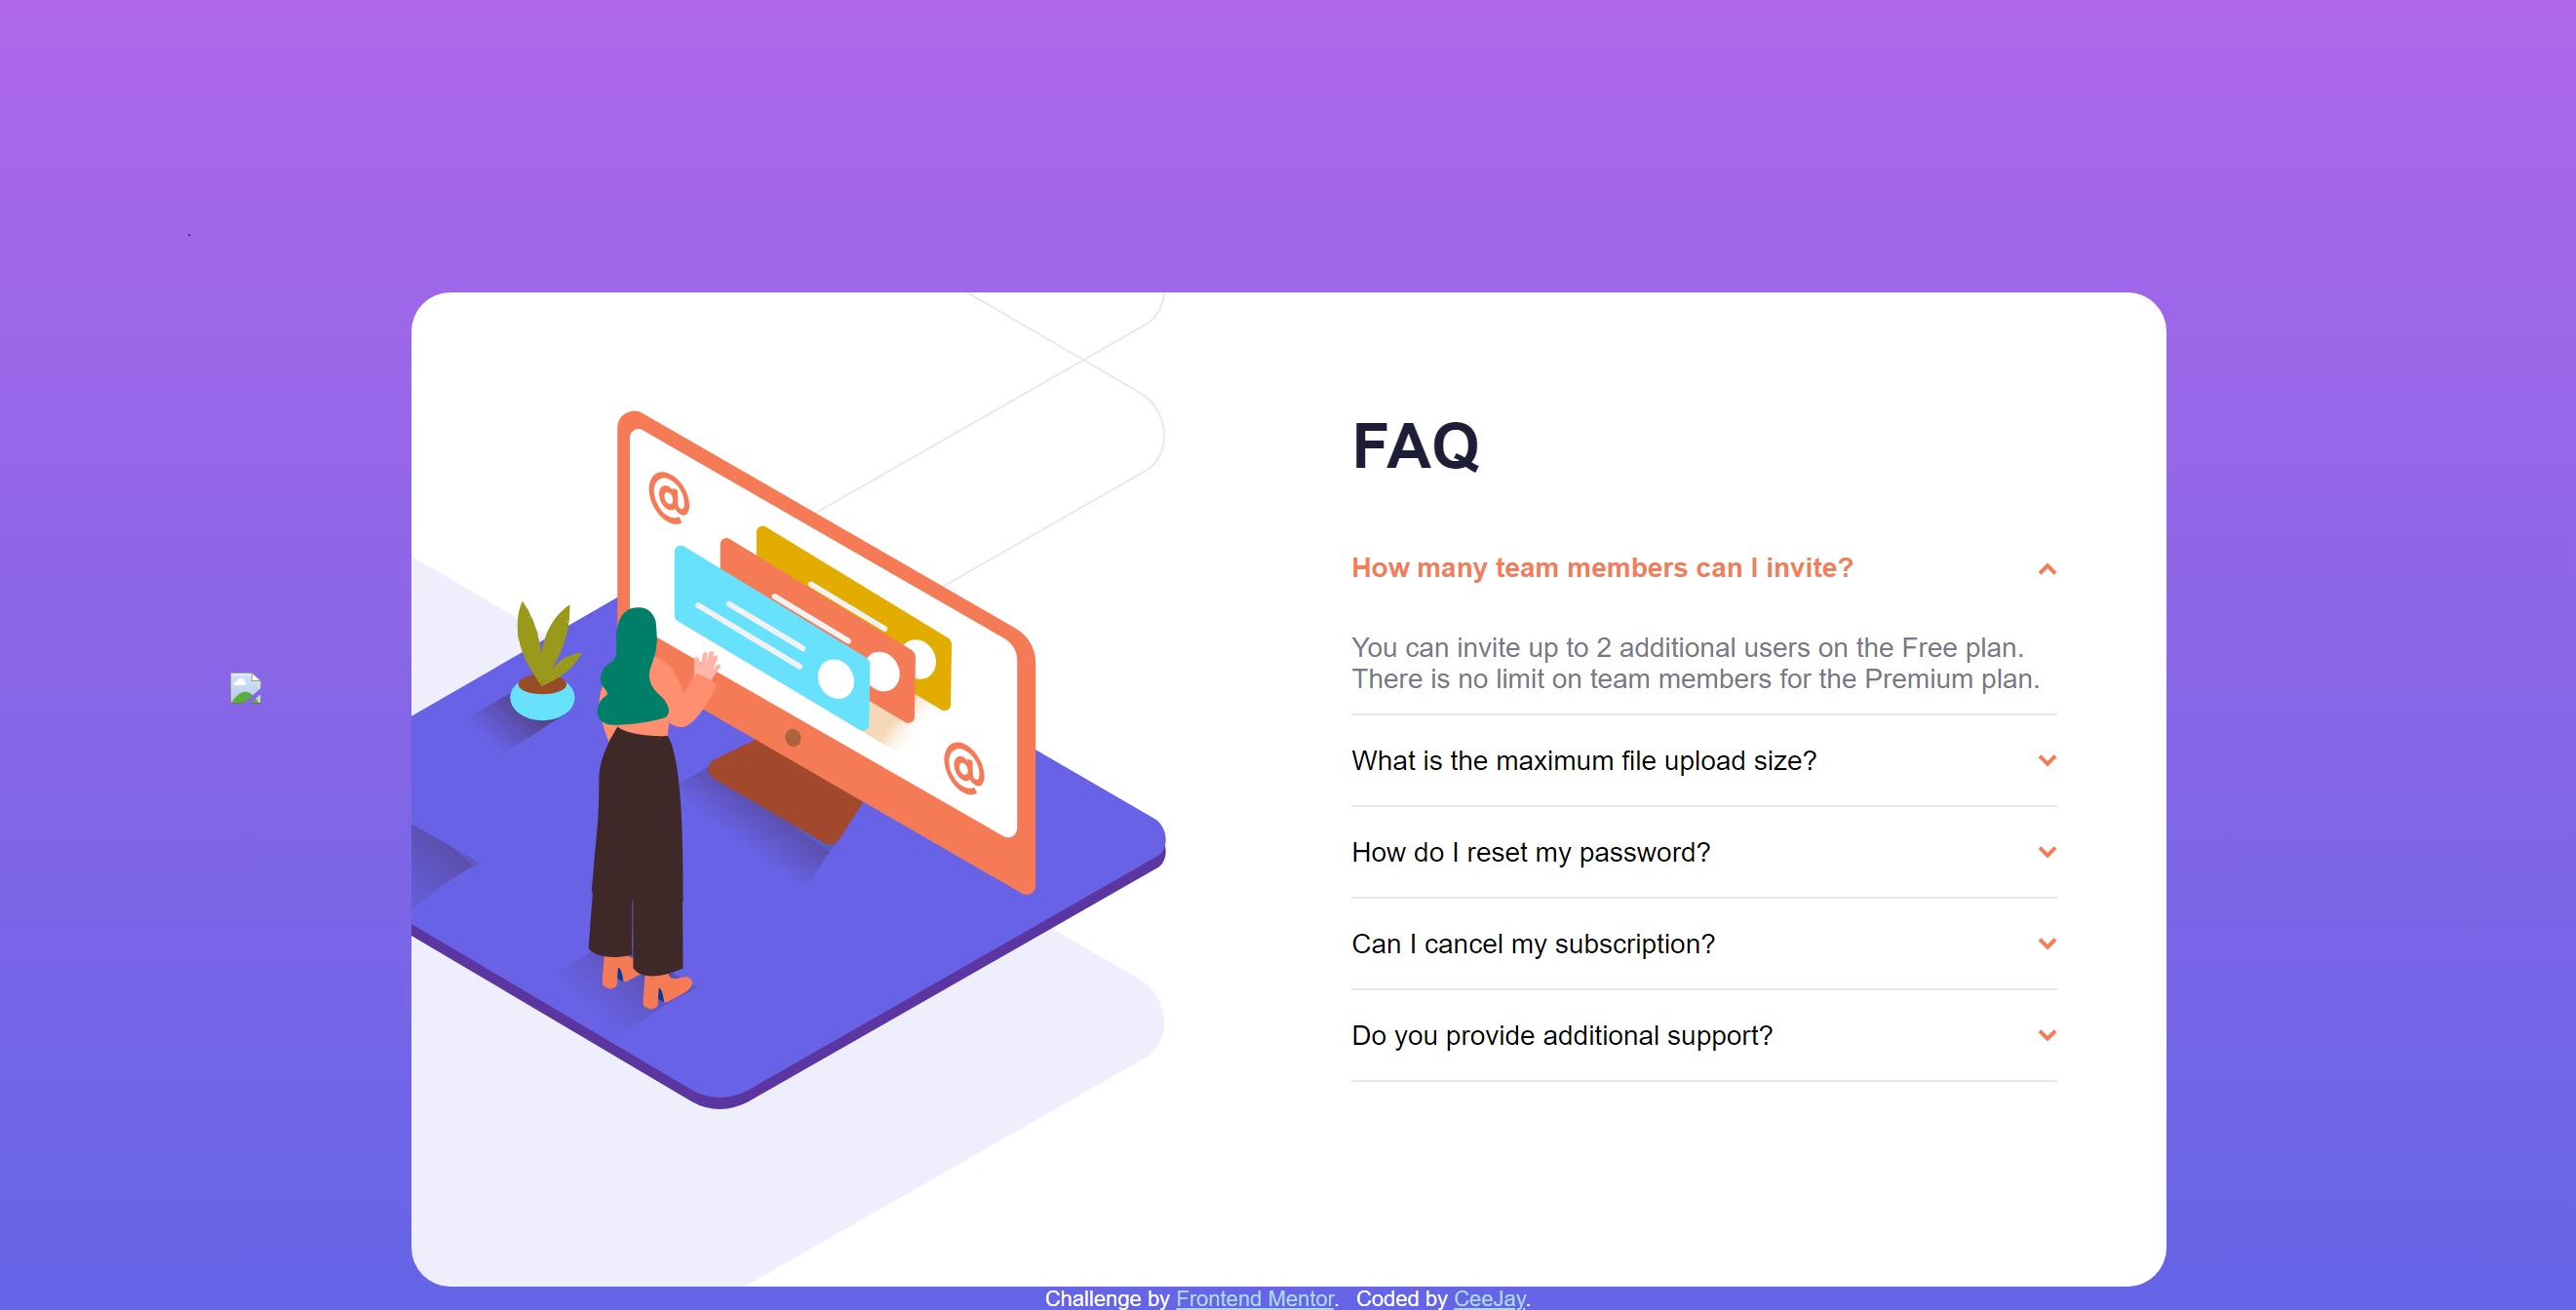 FAQ
How many team members can I invite?
You can invite up to 2 additional users on the Free plan.
There is no limit on team members for the Premium plan.
What is the maximum file upload size?
How do I reset my password?
Can I cancel my subscription?
Do you provide additional support?
@
@
Challenge by Frontend Mentor. Coded by CeeJay.